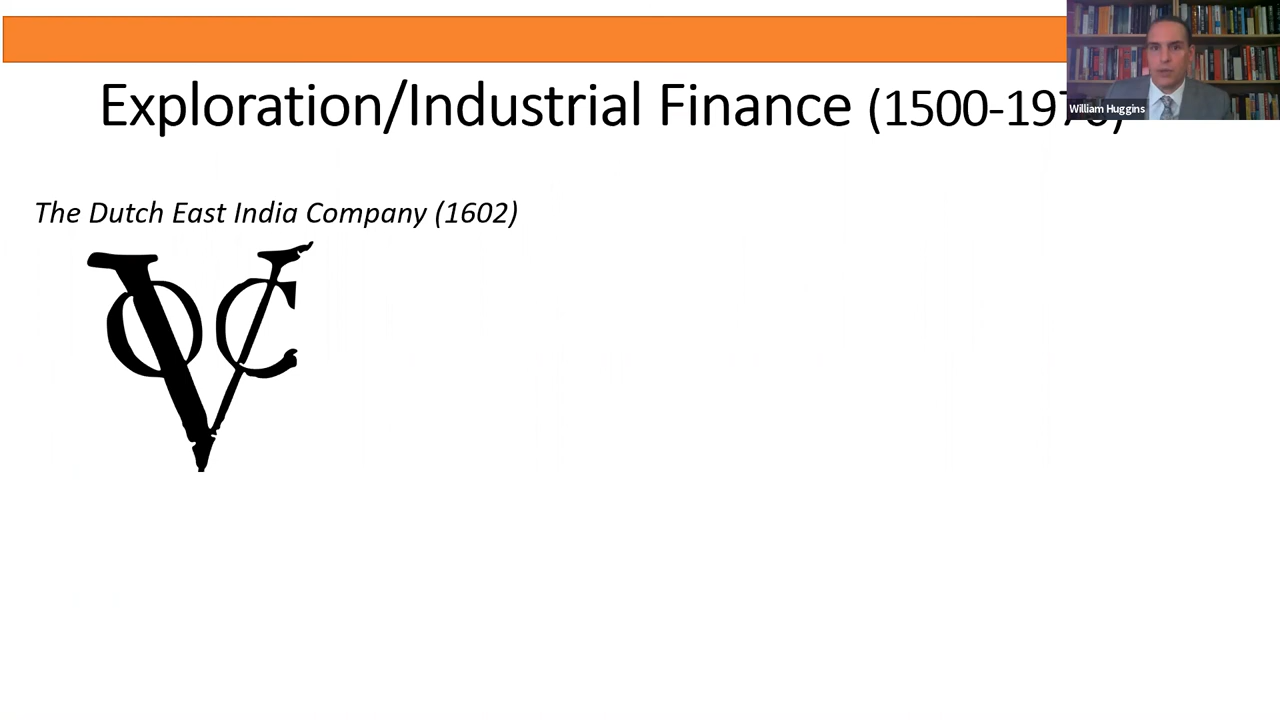 Exploration/Industrial Finance (1500-197
William Huggins
The Dutch East India Company (1602)
VOC